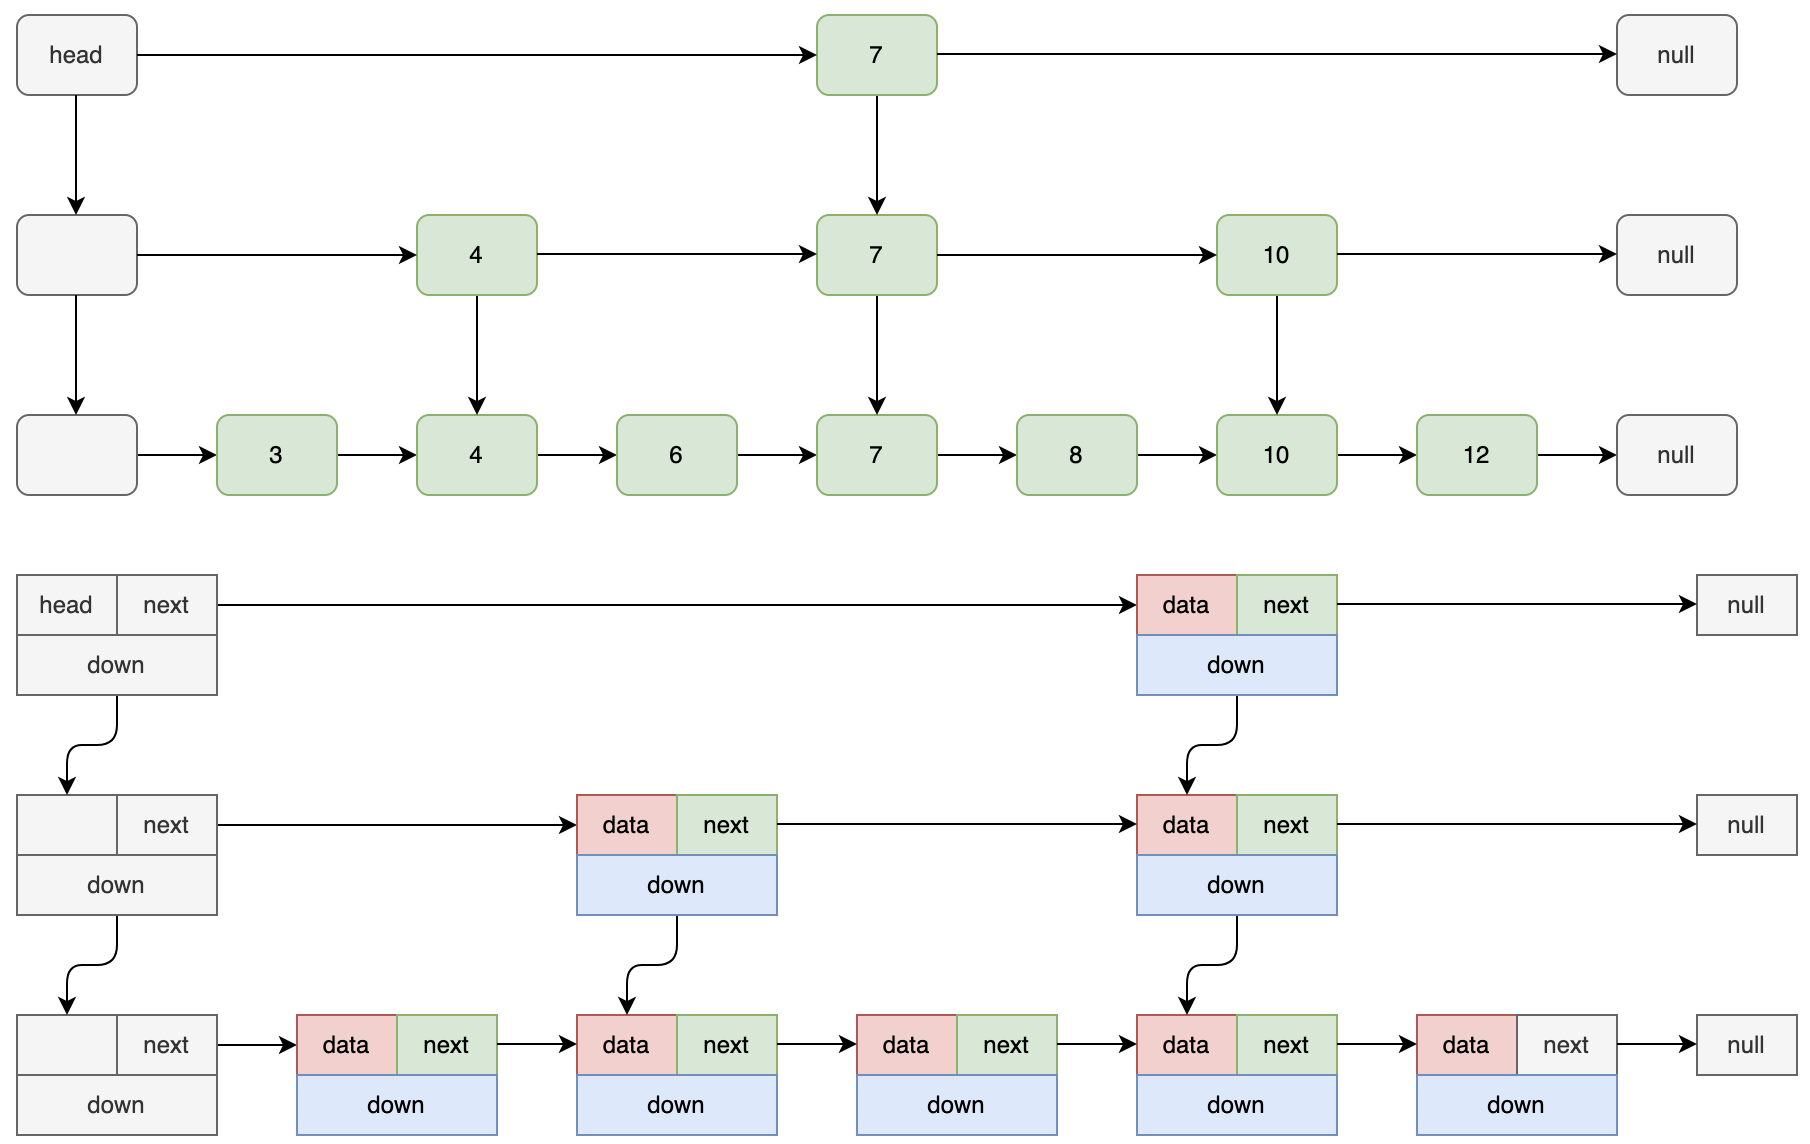 head 7 null
4 7 10 null
3 4 6 7 8 10 12 null
head next data next null
down down
next data next data next null
down down down
next data next data next data next data next data next null
down down down down down down